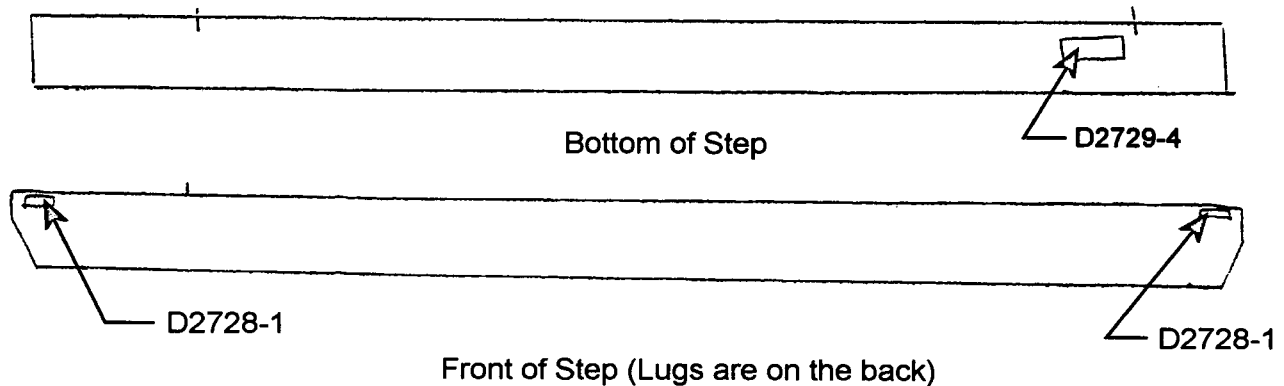 Bottom of Step
D2729-4
D2728-1
D2728-1
Front of Step (Lugs are on the back)